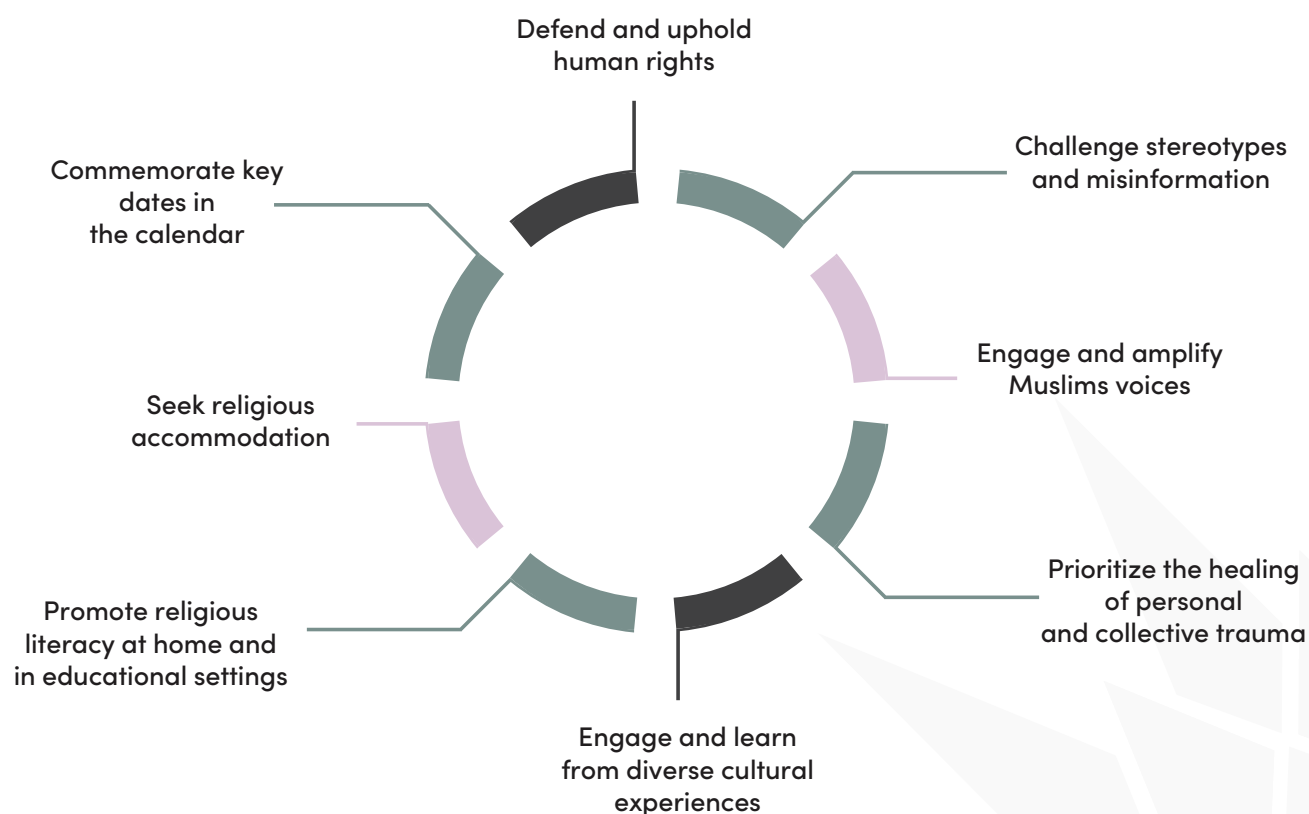 Defend and uphold
human rights
Challenge stereotypes
and misinformation
Engage and amplify
Muslims voices
Prioritize the healing
of personal
and collective trauma
Engage and learn
from diverse cultural
experiences
Promote religious
literacy at home and
in educational settings
Seek religious
accommodation
Commemorate key
dates in
the calendar